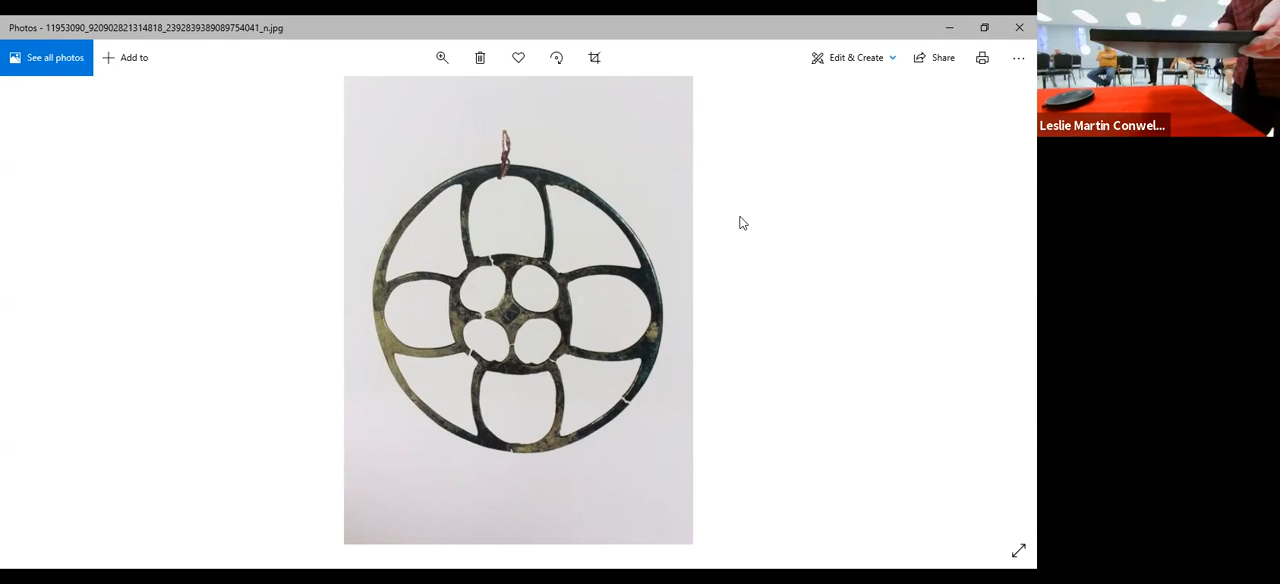 Photos - 11953090_920902821314818_2392839389089754041_n.jpg
See all photos
Add to
Edit & Create
Share
Leslie Martin Conwel...